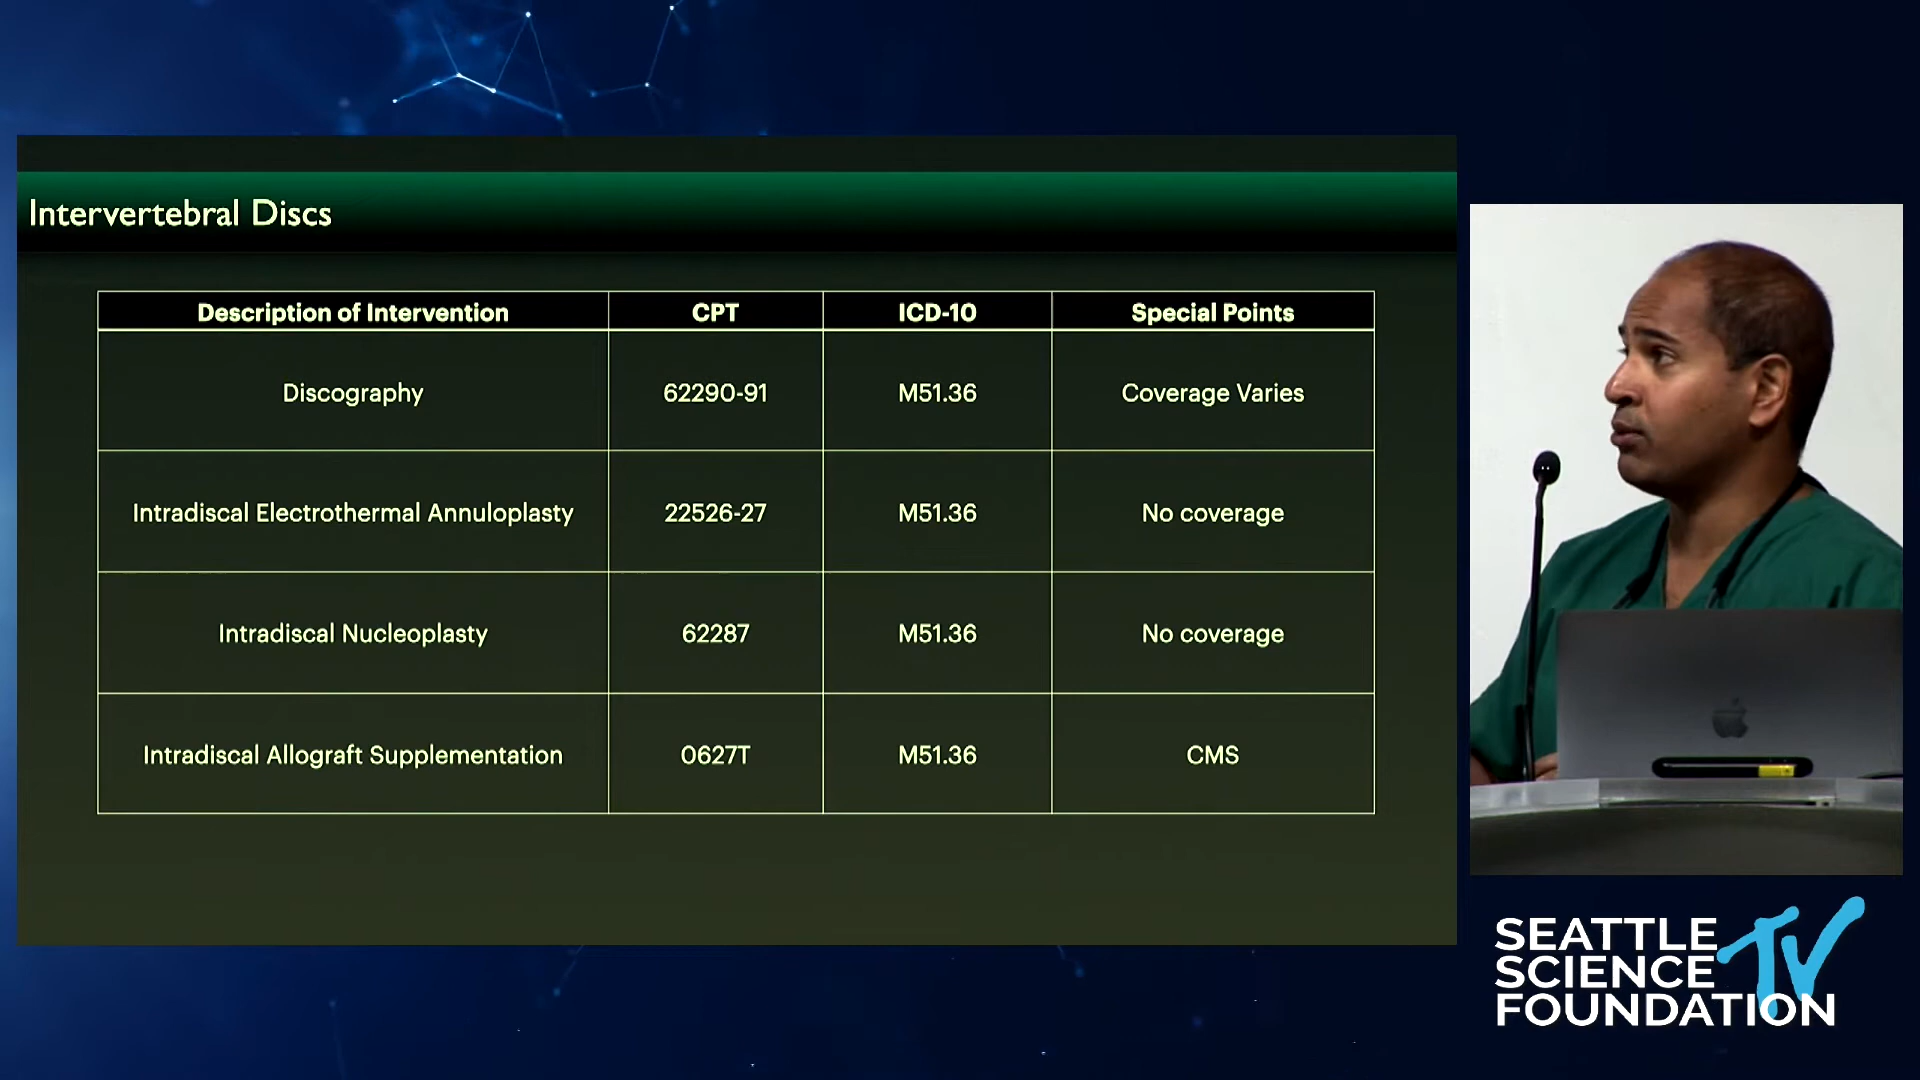 Intervertebral Discs
Description of Intervention CPT ICD-10 Special Points
Discography 62290-91 M51.36 Coverage Varies
Intradiscal Electrothermal Annuloplasty 22526-27 M51.36 No coverage
Intradiscal Nucleoplasty 62287 M51.36 No coverage
Intradiscal Allograft Supplementation 0627T M51.36 CMS
SEATTLE
SCIENCE TV
FOUNDATION